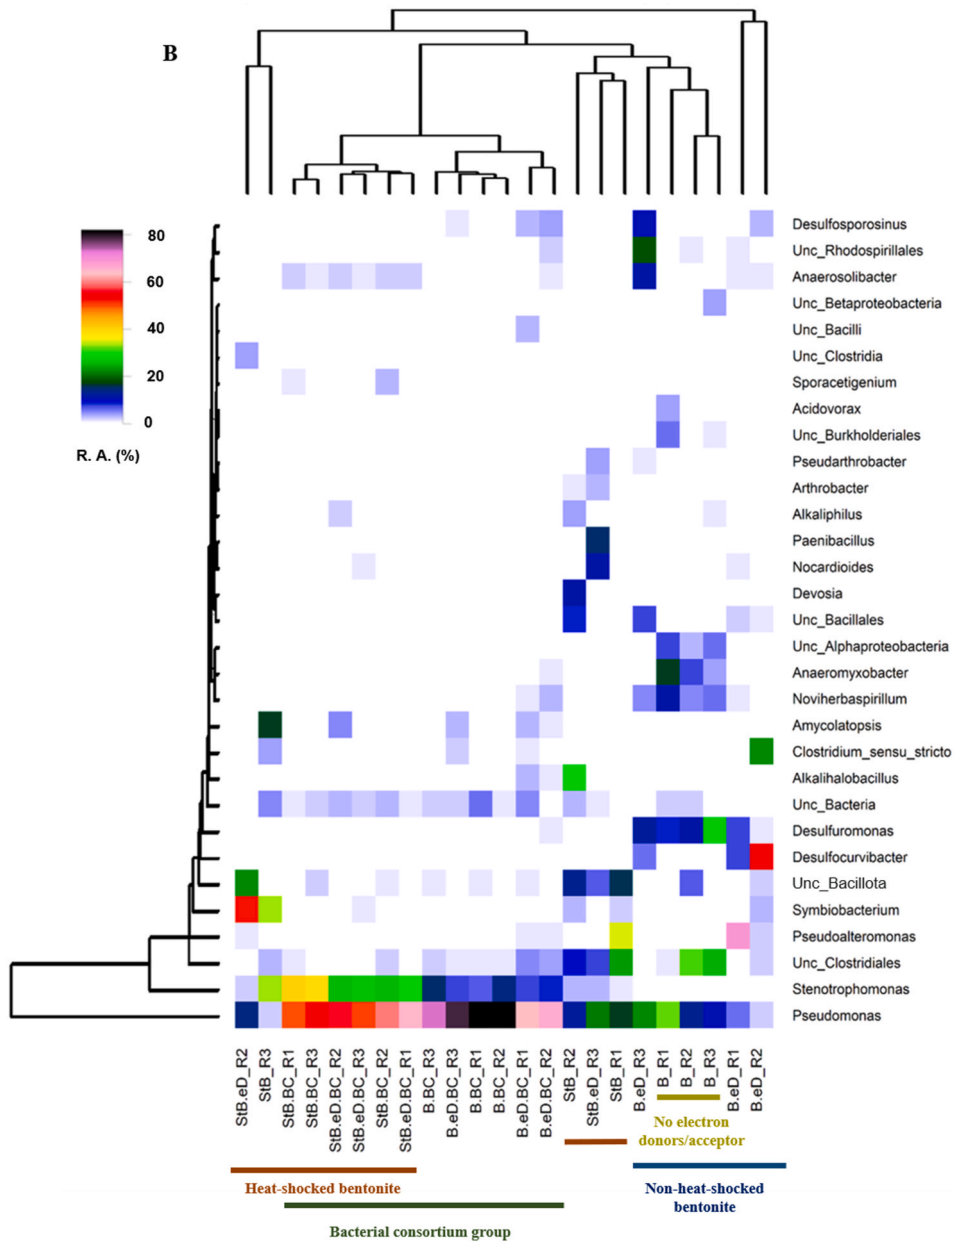 B
80
60
40
20
0
R. A. (%)
Desulfosporosinus
Unc_Rhodospirillales
Anaerosolibacter
Unc_Betaproteobacteria
Unc_Bacilli
Unc_Clostridia
Sporacetigenium
Acidovorax
Unc_Burkholderiales
Pseudarthrobacter
Arthrobacter
Alkaliphilus
Paenibacillus
Nocardioides
Devosia
Unc_Bacillales
Unc_Alphaproteobacteria
Anaeromyxobacter
Noviherbaspirillum
Amycolatopsis
Clostridium_sensu_stricto
Alkalihalobacillus
Unc_Bacteria
Desulfuromonas
Desulfocurvibacter
Unc_Bacillota
Symbiobacterium
Pseudoalteromonas
Unc_Clostridiales
Stenotrophomonas
Pseudomonas
StB.eD_R2
StB_R3
StB.BC_R1
StB.BC_R3
StB.eD.BC_R2
StB.eD.BC_R3
StB.BC_R2
StB.eD.BC_R1
B.BC_R3
B.eD.BC_R3
B.BC_R1
B.BC_R2
B.eD.BC_R1
B.eD.BC_R2
StB_R2
StB.eD_R3
StB_R1
B.eD_R3
B_R1
B_R2
B_R3
B.eD_R1
B.eD_R2
No electron
donors/acceptor
Heat-shocked bentonite
Non-heat-shocked
bentonite
Bacterial consortium group